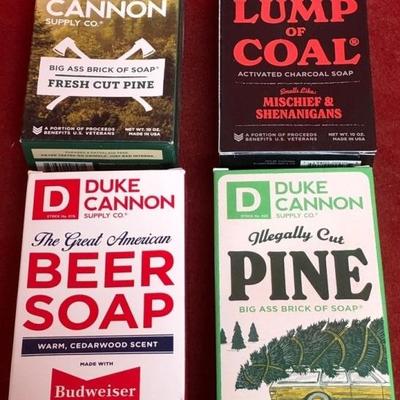 CANNON
SUPPLY CO.®
BIG ASS BRICK OF SOAP®
FRESH CUT PINE
A PORTION OF PROCEEDS
BENEFITS U.S. VETERANS
NET WT. 10 OZ.
MADE IN USA
LUMP
OF
COAL®
ACTIVATED CHARCOAL SOAP
Smells Like:
MISCHIEF &
SHENANIGANS
A PORTION OF PROCEEDS
BENEFITS U.S. VETERANS
NET WT. 10 OZ.
MADE IN USA
D
DUKE
CANNON
SUPPLY CO.®
The Great American
BEER
SOAP
WARM, CEDARWOOD SCENT
MADE WITH
Budweiser
D
DUKE
CANNON
SUPPLY CO.®
Illegally Cut
PINE
BIG ASS BRICK OF SOAP®